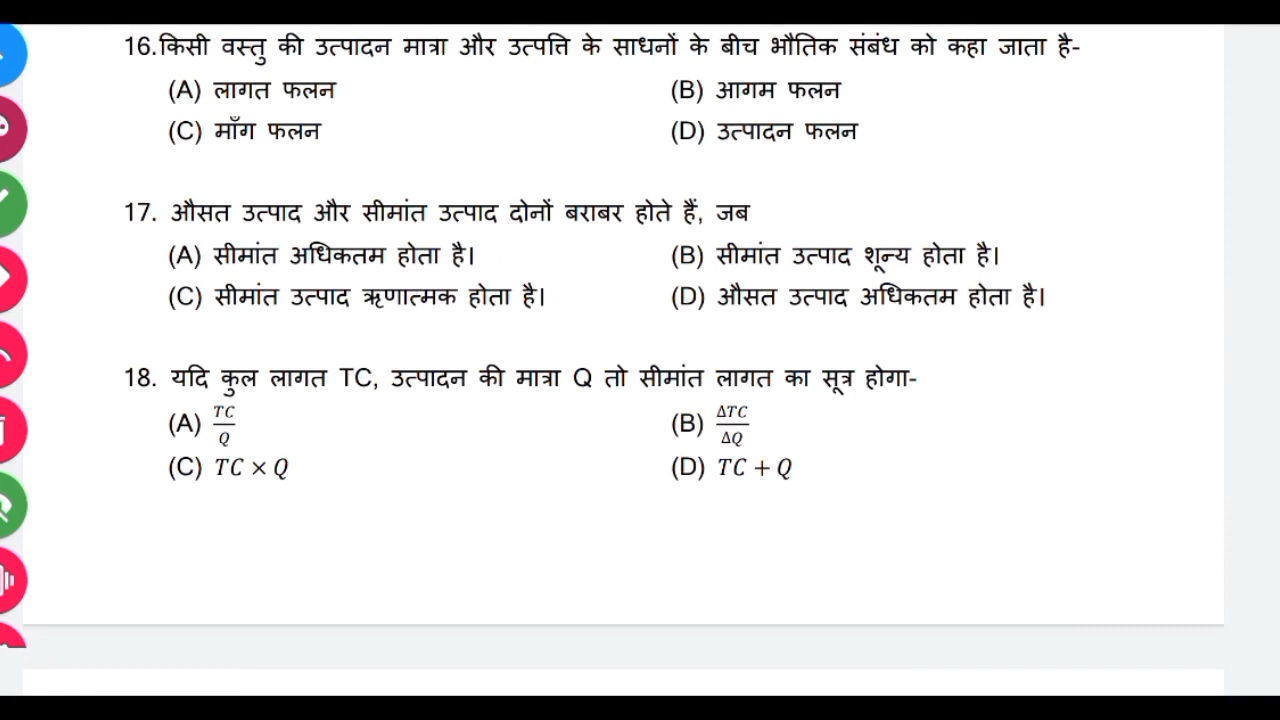 16.किसी वस्तु की उत्पादन मात्रा और उत्पत्ति के साधनों के बीच भौतिक संबंध को कहा जाता है-
(A) लागत फलन (B) आगम फलन
(C) माँग फलन (D) उत्पादन फलन
17. औसत उत्पाद और सीमांत उत्पाद दोनों बराबर होते हैं, जब
(A) सीमांत अधिकतम होता है। (B) सीमांत उत्पाद शून्य होता है।
(C) सीमांत उत्पाद ऋणात्मक होता है। (D) औसत उत्पाद अधिकतम होता है।
18. यदि कुल लागत TC, उत्पादन की मात्रा Q तो सीमांत लागत का सूत्र होगा-
(A) TC/Q (B) ΔTC/ΔQ
(C) TC × Q (D) TC + Q